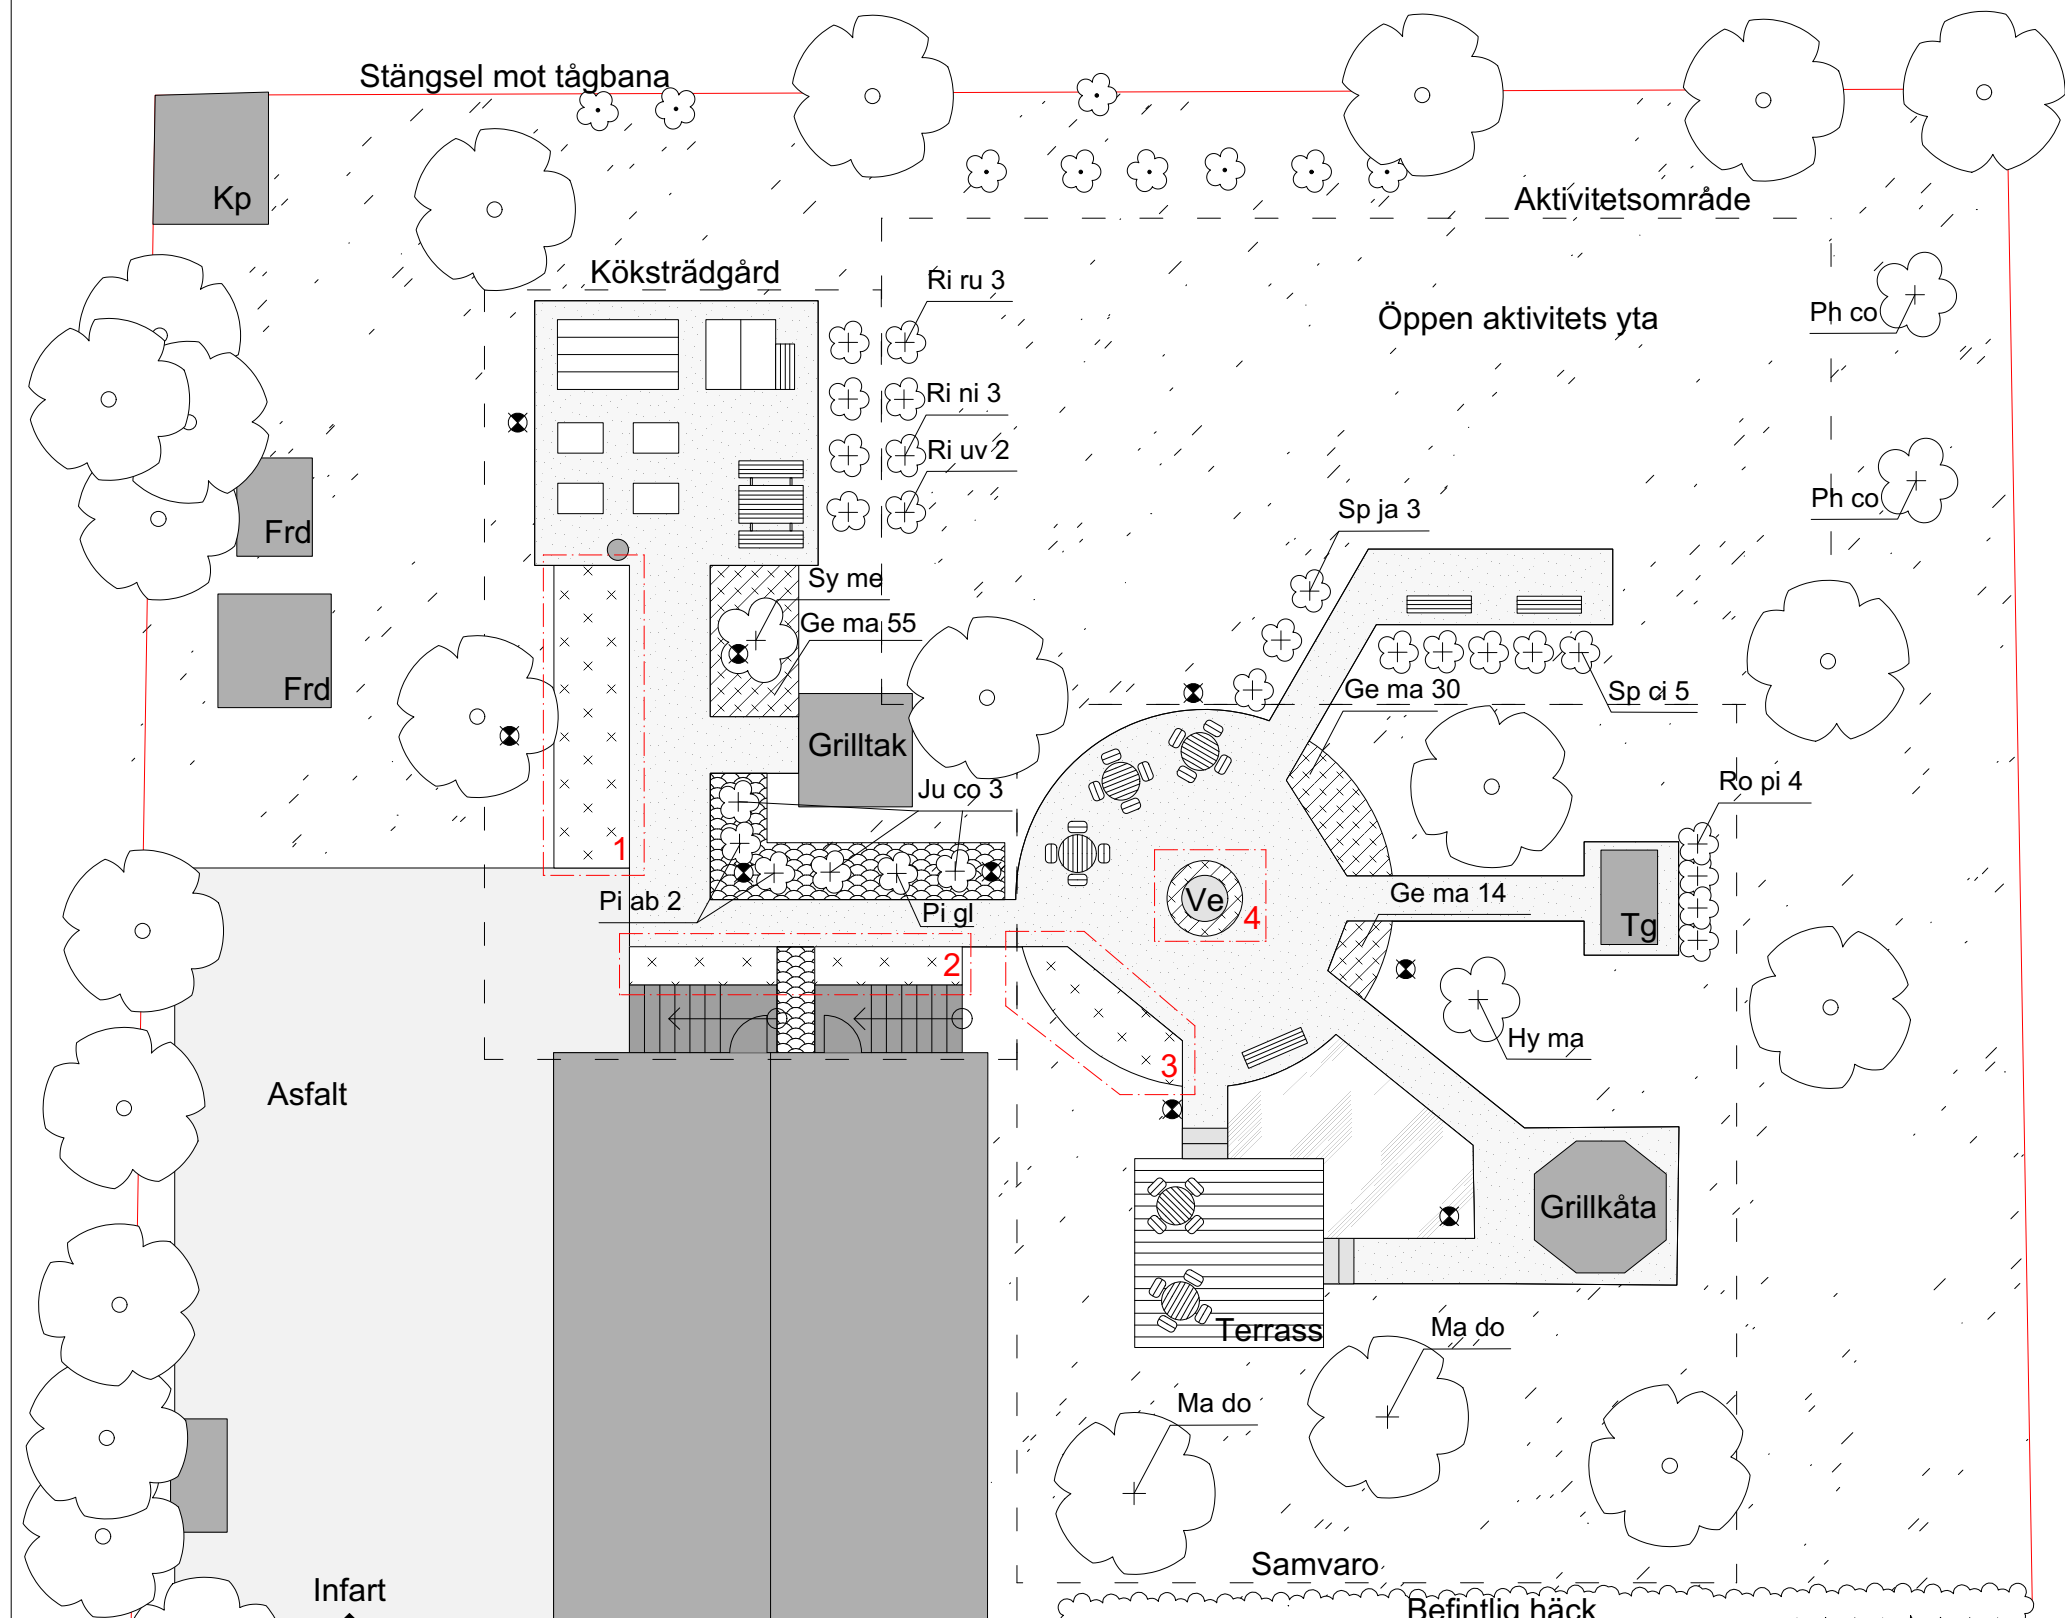 Stängsel mot tågbana
Kp
Aktivitetsområde
Köksträdgård
Ri ru 3
Ph co
Öppen aktivitets yta
Ri ni 3
Ri uv 2
Ph co
Sp ja 3
Frd
Sy me
Ge ma 55
Frd
Ge ma 30
Sp ci 5
Grilltak
Ro pi 4
Ju co 3
1
Pi ab 2
Pi gl
Ve
4
Ge ma 14
Tg
2
Hy ma
3
Asfalt
Grillkåta
Terrass
Ma do
Ma do
Samvaro
Infart
Befintlig häck